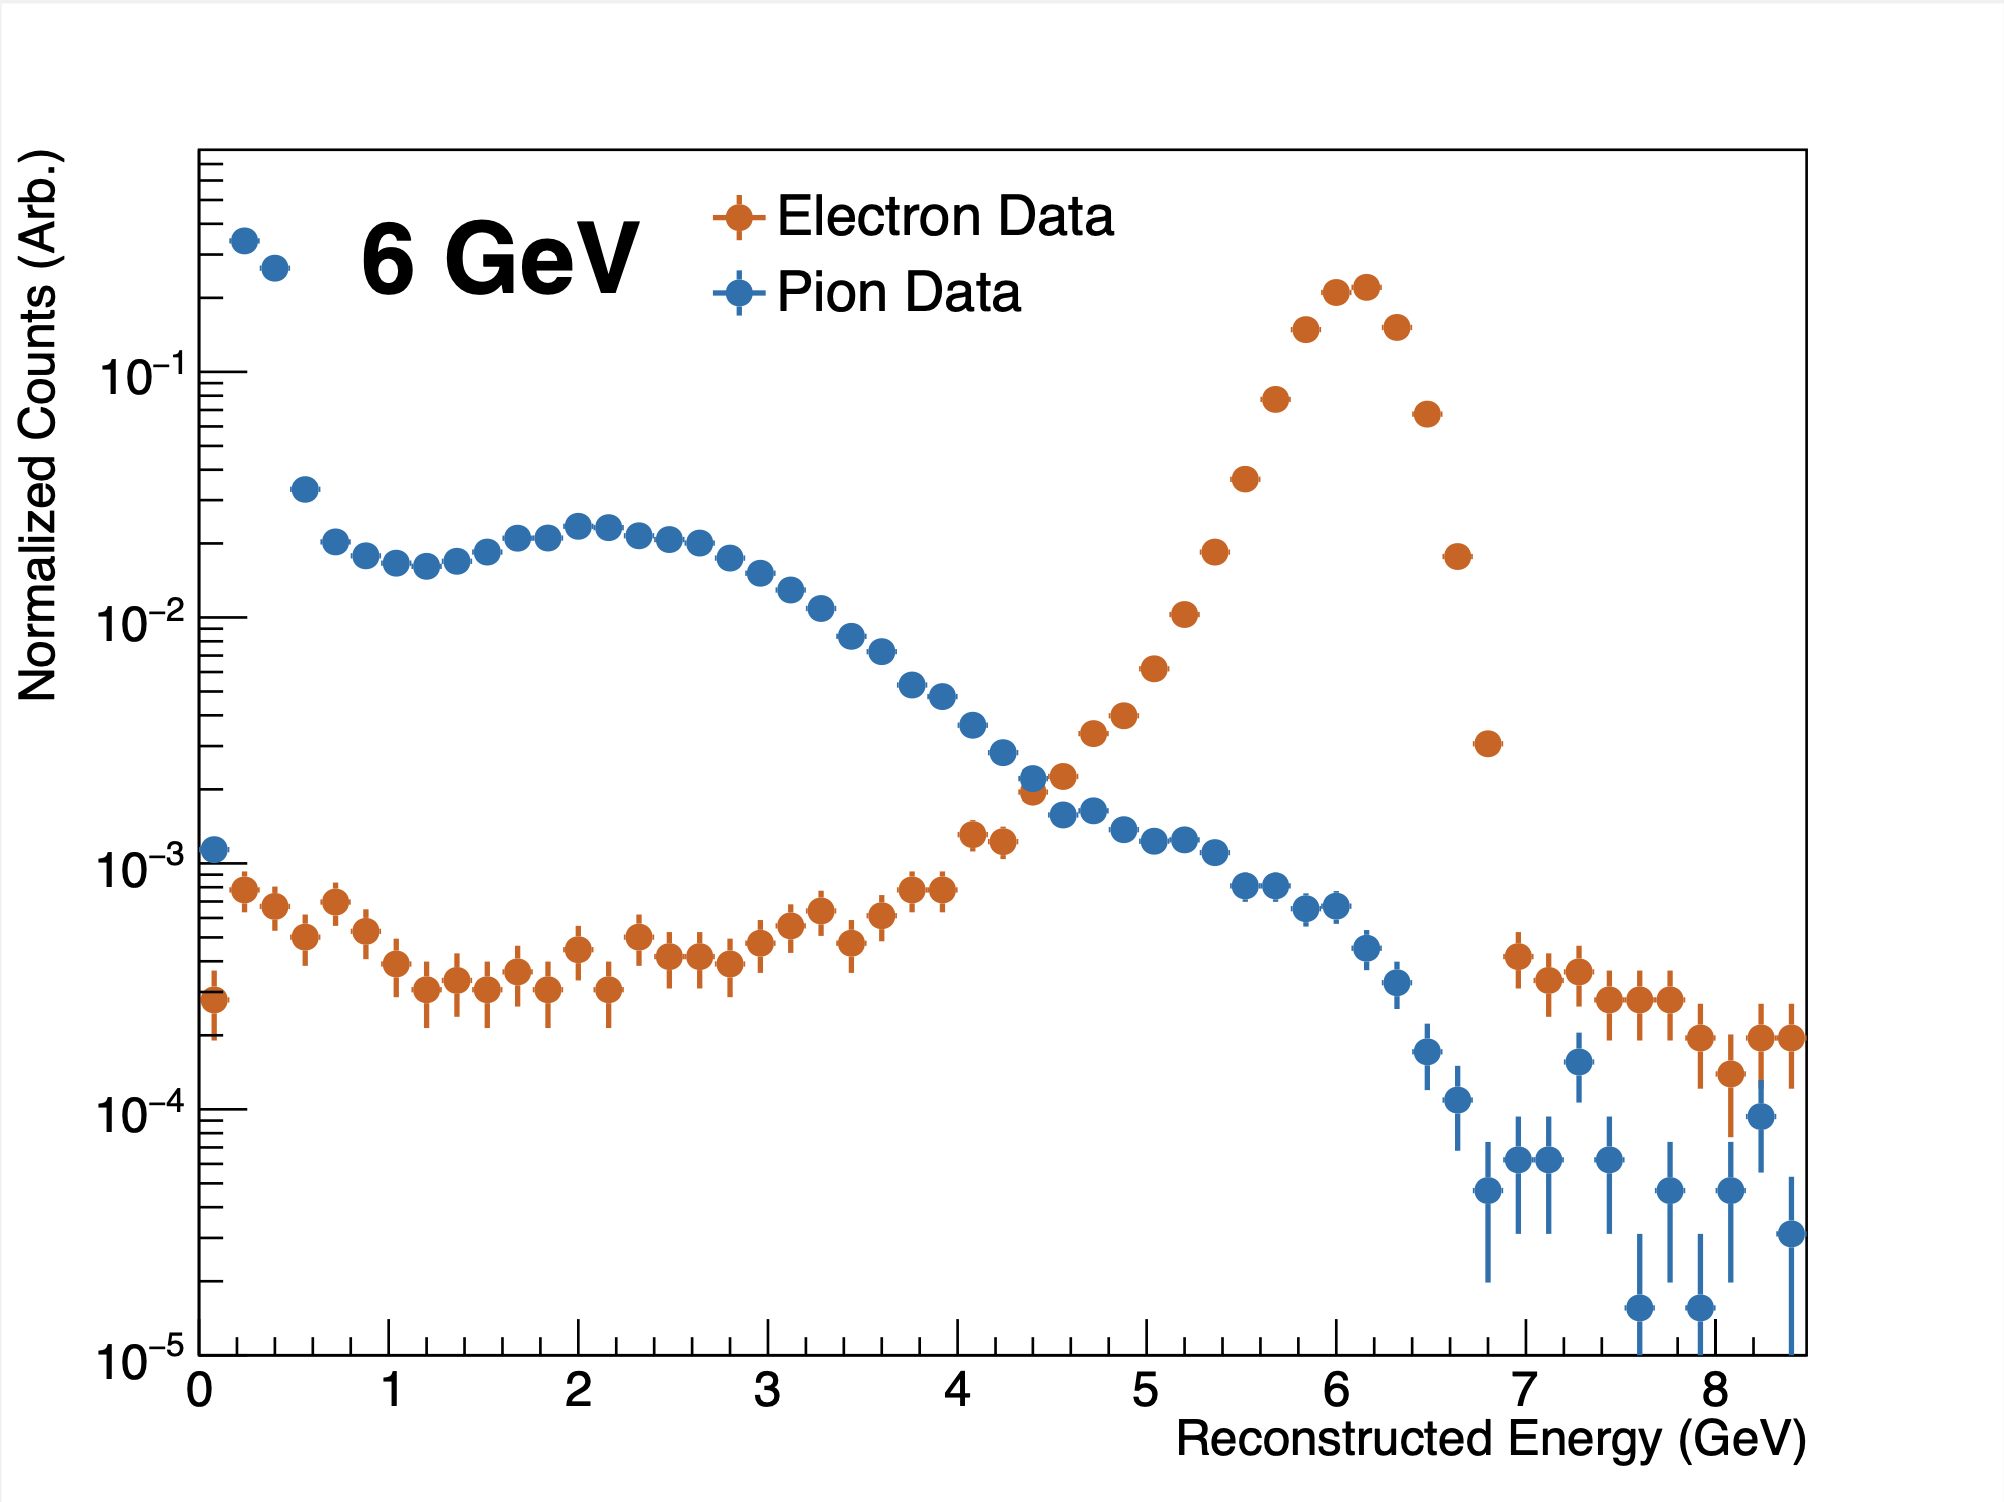 Normalized Counts (Arb.)
6 GeV
Electron Data
Pion Data
10⁻¹
10⁻²
10⁻³
10⁻⁴
10⁻⁵
0 1 2 3 4 5 6 7 8
Reconstructed Energy (GeV)